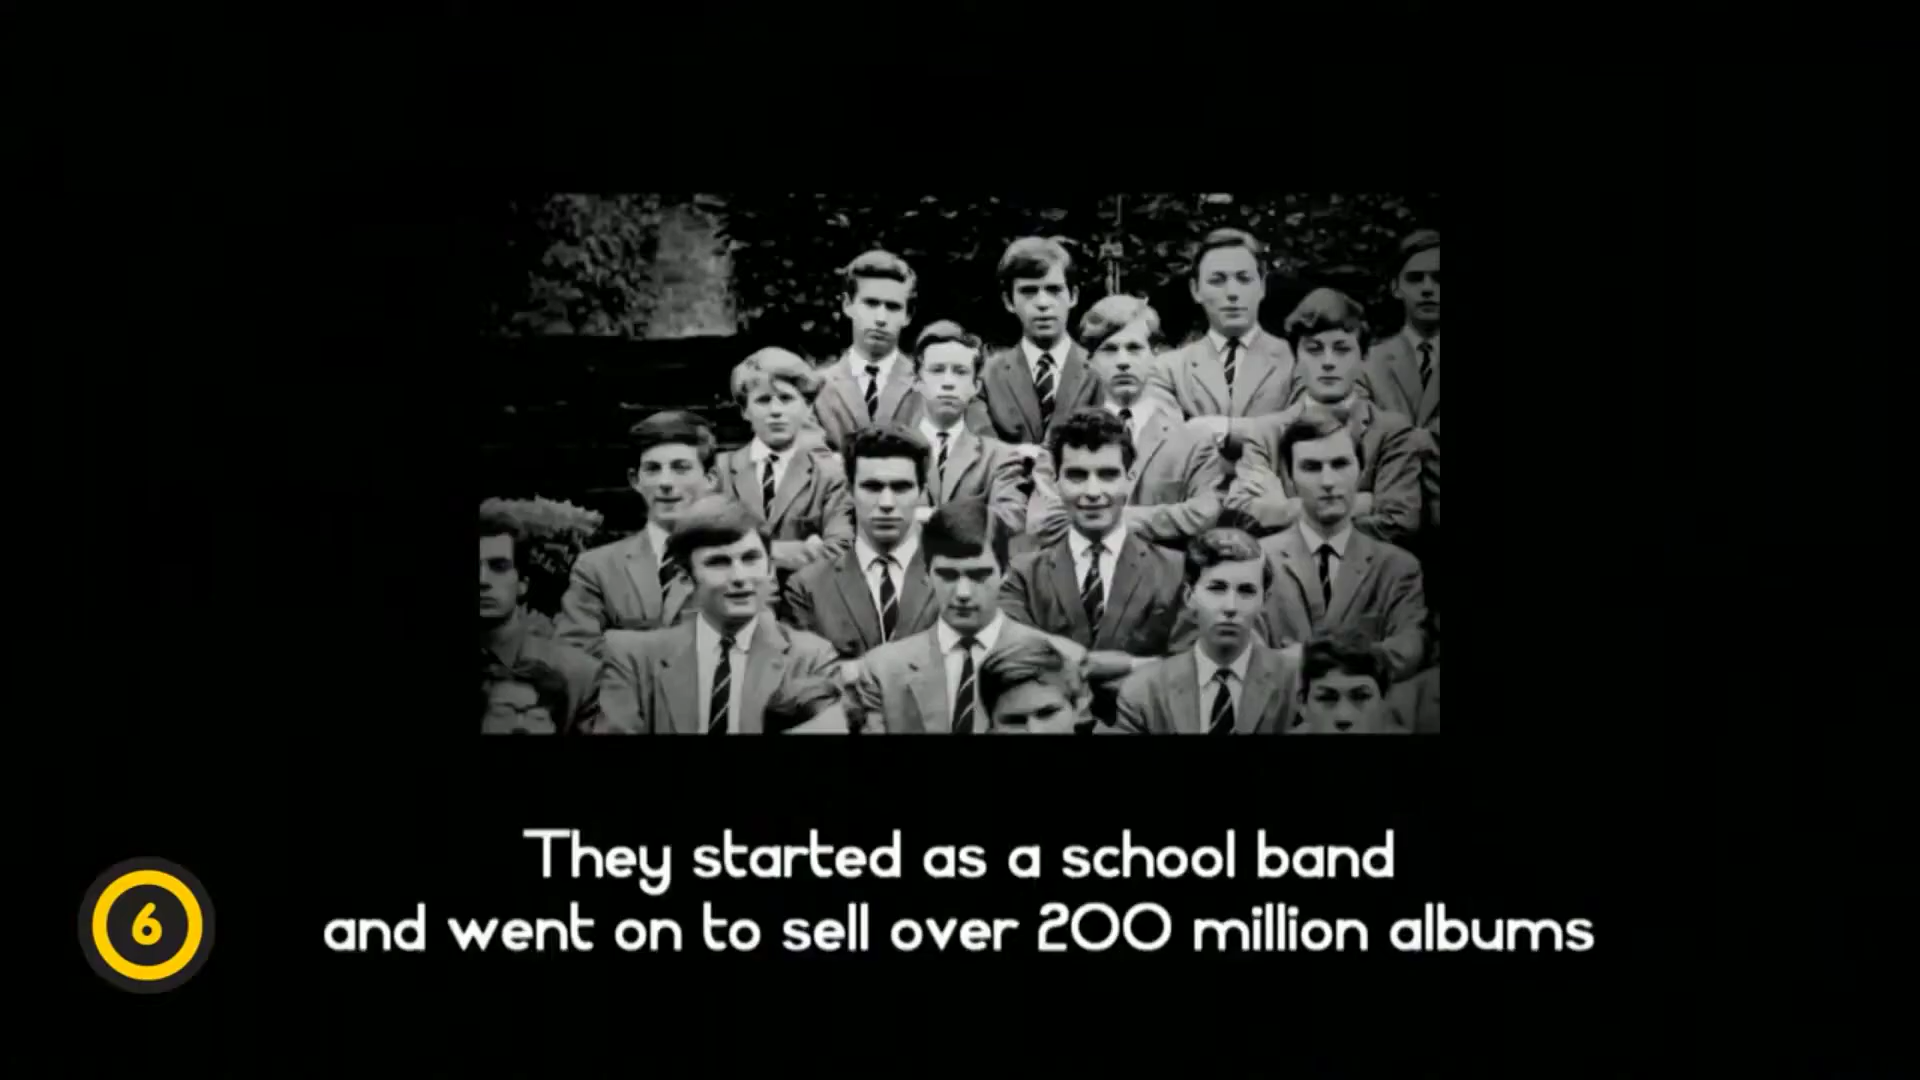 They started as a school band
and went on to sell over 200 million albums
6